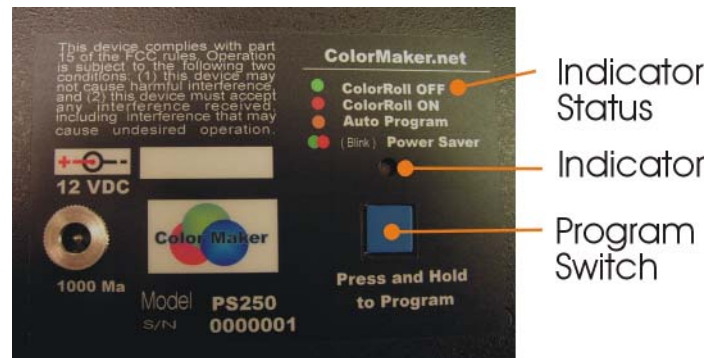 This device complies with part
15 of the FCC rules. Operation
is subject to the following two
conditions: (1) this device may
not cause harmful interference,
and (2) this device must accept
any interference received,
including interference that may
cause undesired operation.
+ -
12 VDC
1000 Ma
Color Maker
Model PS250
S/N 0000001
ColorMaker.net
ColorRoll OFF
ColorRoll ON
Auto Program
(Blink) Power Saver
Press and Hold
to Program
Indicator
Status
Indicator
Program
Switch